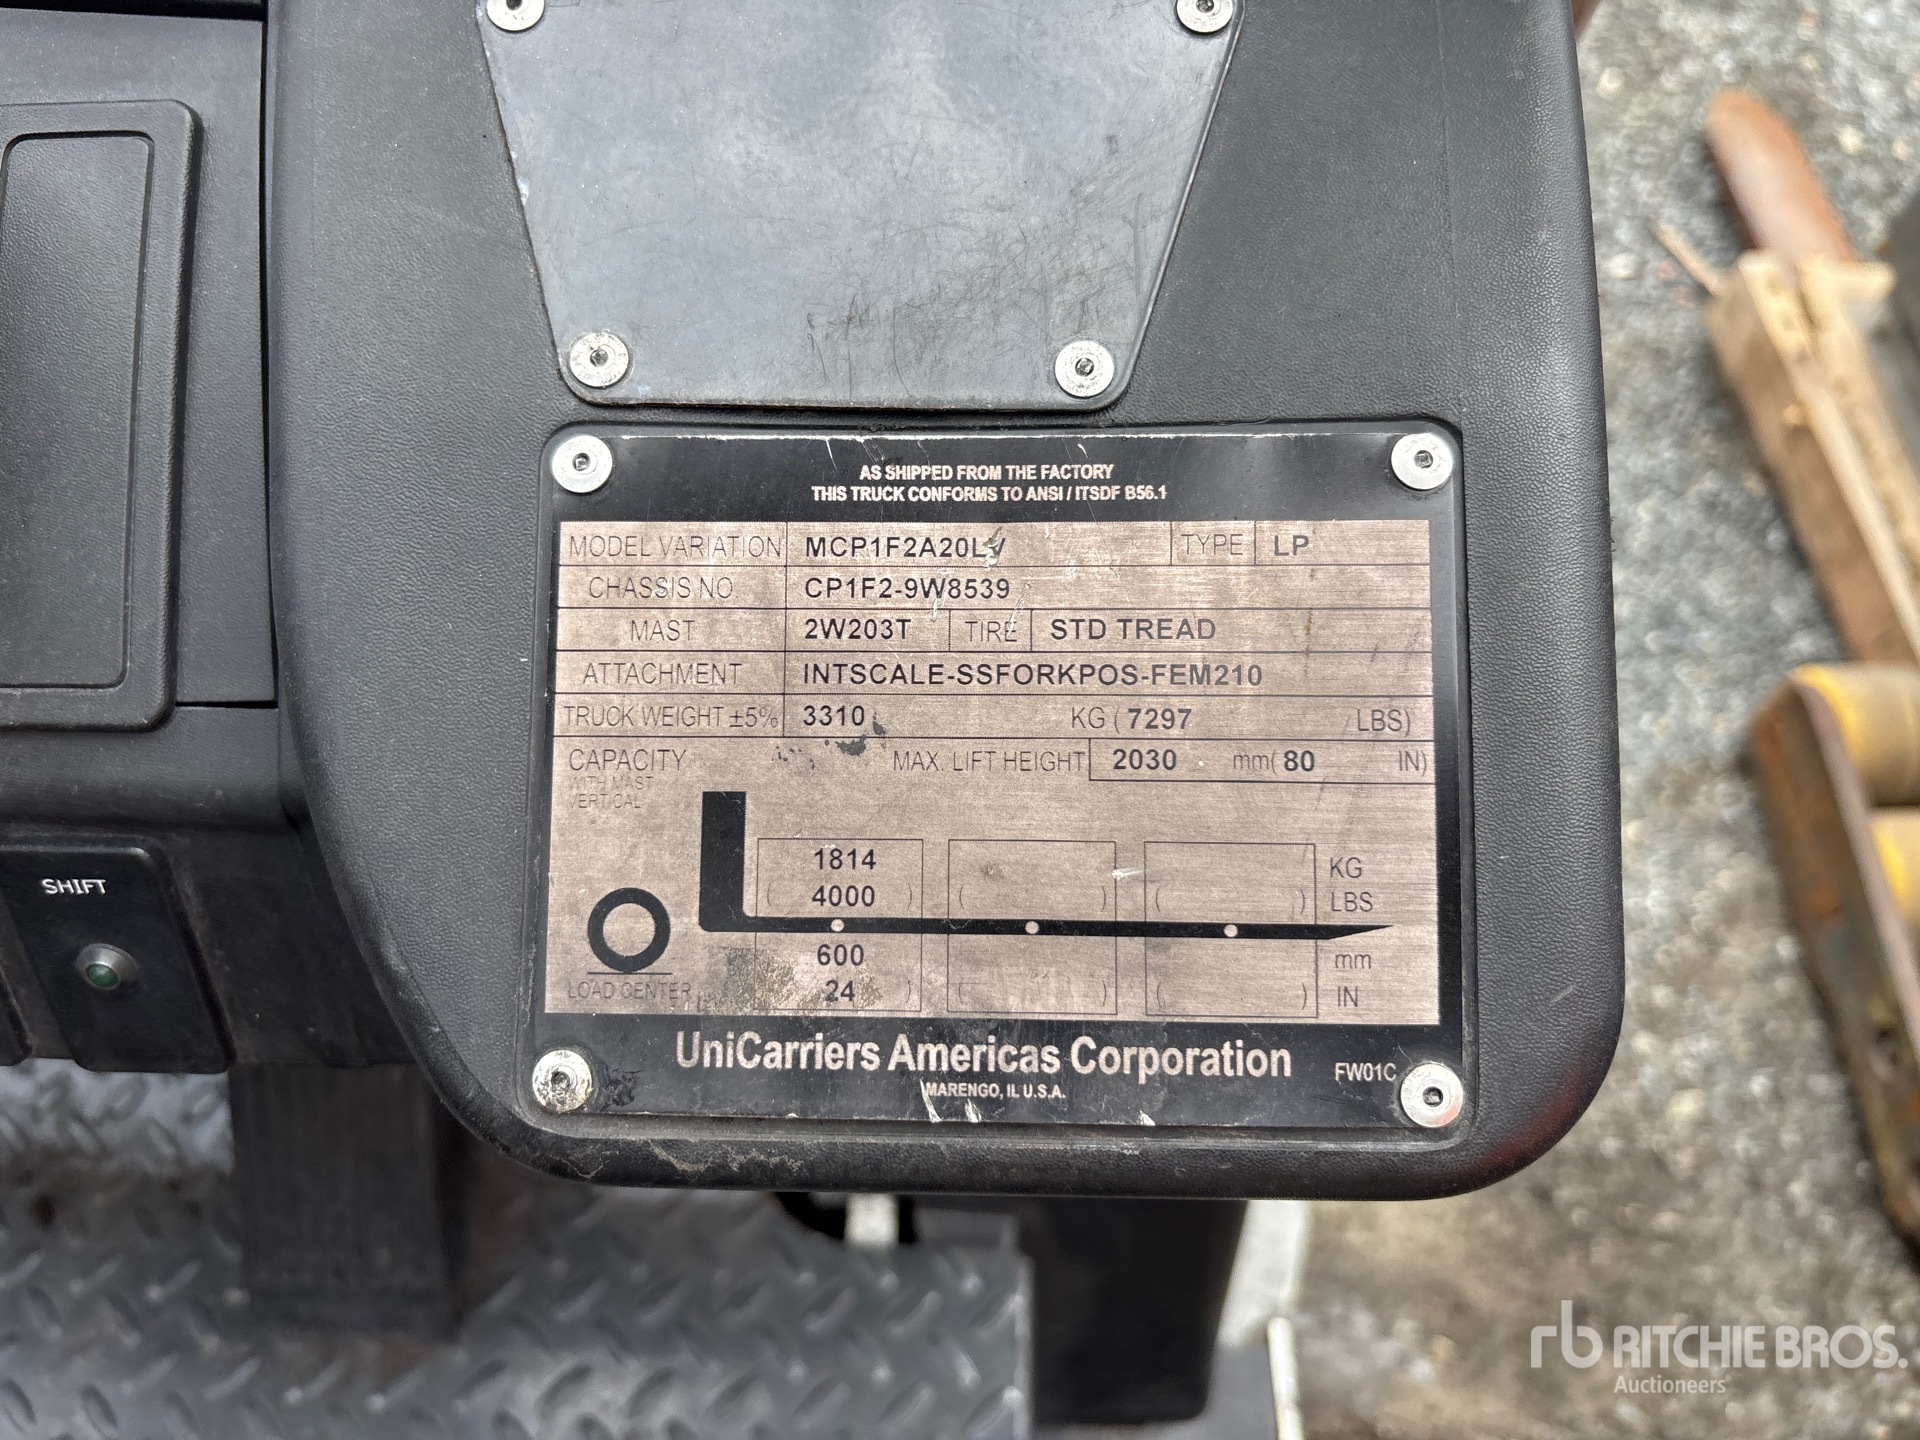 AS SHIPPED FROM THE FACTORY
THIS TRUCK CONFORMS TO ANSI / ITSDF B56.1
MODEL VARIATION MCP1F2A20LV TYPE LP
CHASSIS NO. CP1F2-9W8539
MAST 2W203T TIRE STD TREAD
ATTACHMENT INTSCALE-SSFORKPOS-FEM210
TRUCK WEIGHT ±5% 3310 KG ( 7297 LBS)
CAPACITY MAX. LIFT HEIGHT 2030 mm( 80 IN)
WITH MAST
VERTICAL
1814 KG
( 4000 ) ( ) ( ) LBS
600 mm
LOAD CENTER 24 ) ( ) ( ) IN
UniCarriers Americas Corporation
MARENGO, IL U.S.A.
FW01C
SHIFT
rb RITCHIE BROS.
Auctioneers